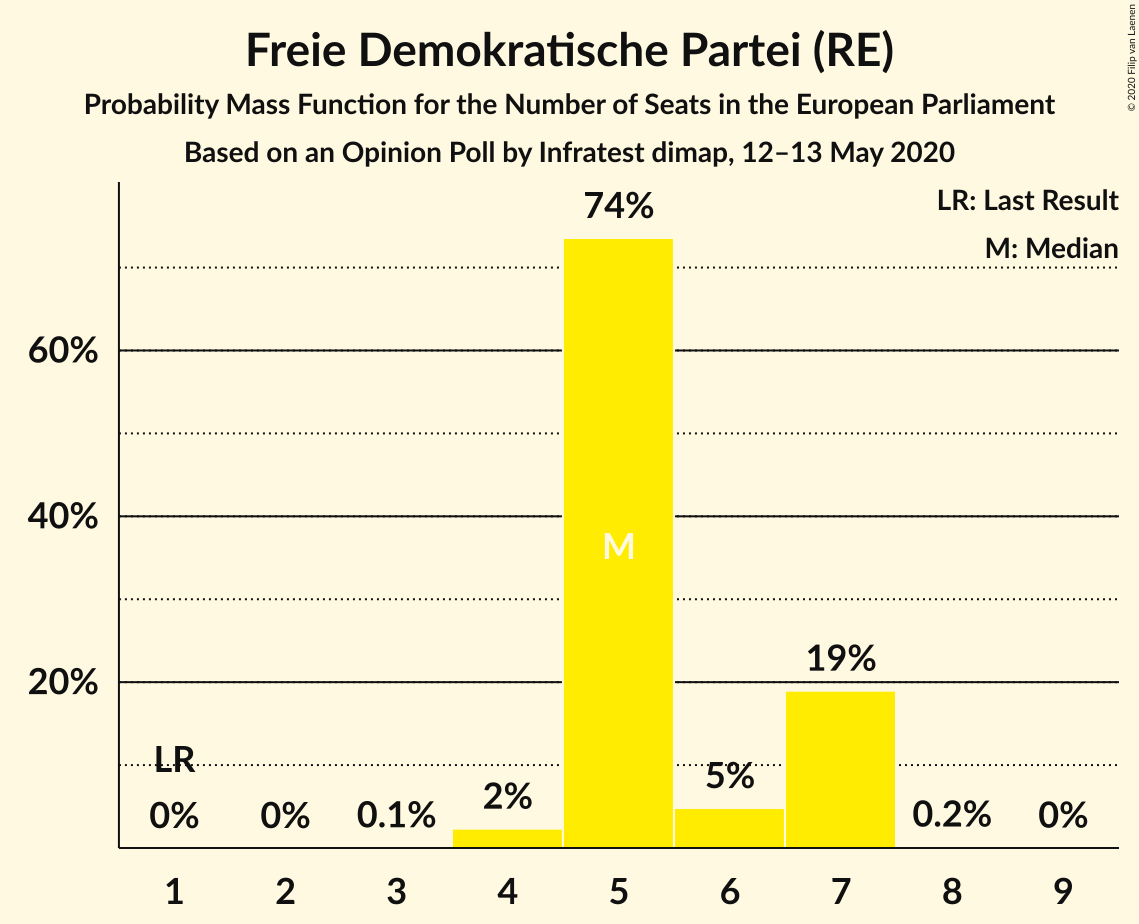 Freie Demokratische Partei (RE)
Probability Mass Function for the Number of Seats in the European Parliament
Based on an Opinion Poll by Infratest dimap, 12–13 May 2020
© 2020 Filip van Laenen
LR: Last Result
M: Median
74%
60%
40%
M
19%
20%
LR
5%
2%
0%
0%
0.1%
0.2%
0%
1 2 3 4 5 6 7 8 9